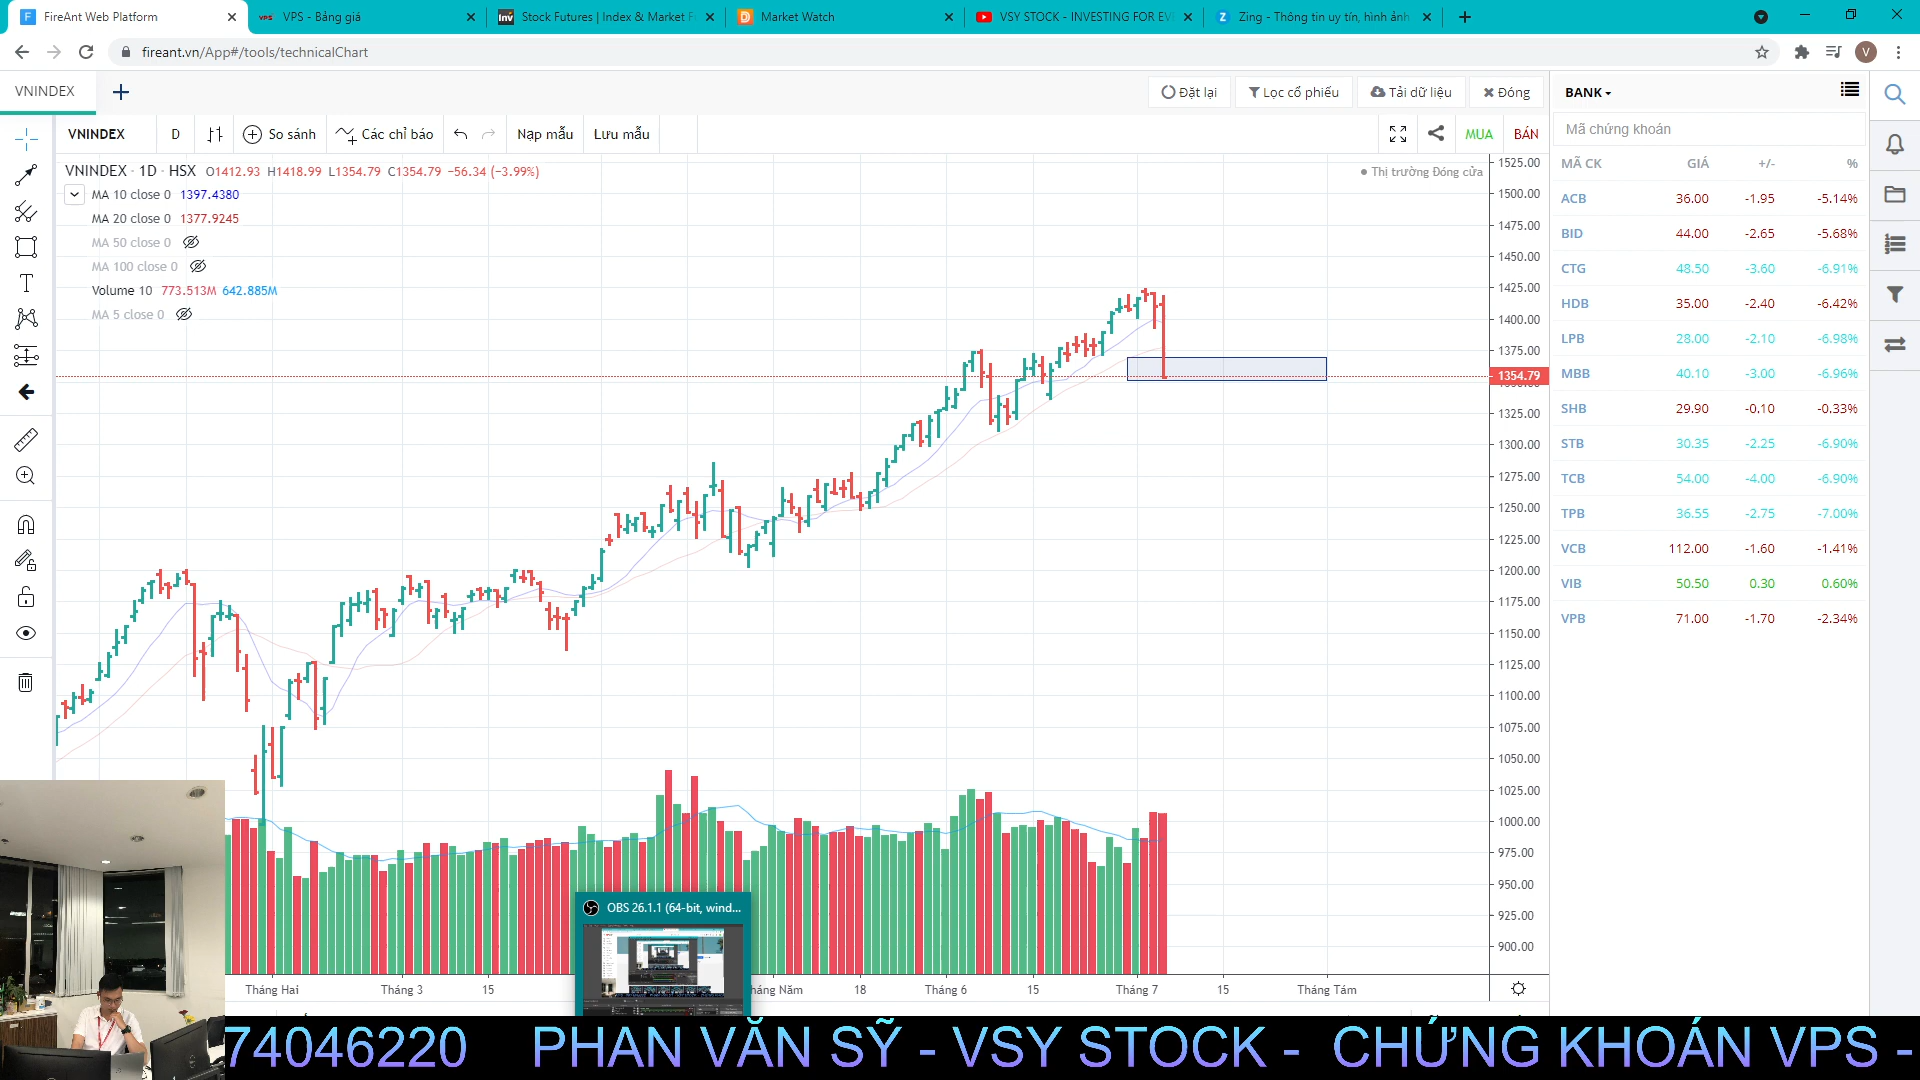 FireAnt Web Platform
VPS - Bảng giá
Stock Futures | Index & Market F
Market Watch
VSY STOCK - INVESTING FOR EV
Zing - Thông tin uy tín, hình ảnh
fireant.vn/App#/tools/technicalChart
V
VNINDEX
Đặt lại
Lọc cổ phiếu
Tải dữ liệu
Đóng
BANK
VNINDEX
D
So sánh
Các chỉ báo
Nạp mẫu
Lưu mẫu
MUA
BÁN
Mã chứng khoán
VNINDEX · 1D · HSX O1412.93 H1418.99 L1354.79 C1354.79 −56.34 (−3.99%)
Thị trường Đóng cửa
MA 10 close 0 1397.4380
MA 20 close 0 1377.9245
MA 50 close 0
MA 100 close 0
Volume 10 773.513M 642.885M
MA 5 close 0
1525.00
1500.00
1475.00
1450.00
1425.00
1400.00
1375.00
1354.79
1325.00
1300.00
1275.00
1250.00
1225.00
1200.00
1175.00
1150.00
1125.00
1100.00
1075.00
1050.00
1025.00
1000.00
975.00
950.00
925.00
900.00
MÃ CK GIÁ +/- %
ACB 36.00 -1.95 -5.14%
BID 44.00 -2.65 -5.68%
CTG 48.50 -3.60 -6.91%
HDB 35.00 -2.40 -6.42%
LPB 28.00 -2.10 -6.98%
MBB 40.10 -3.00 -6.96%
SHB 29.90 -0.10 -0.33%
STB 30.35 -2.25 -6.90%
TCB 54.00 -4.00 -6.90%
TPB 36.55 -2.75 -7.00%
VCB 112.00 -1.60 -1.41%
VIB 50.50 0.30 0.60%
VPB 71.00 -1.70 -2.34%
OBS 26.1.1 (64-bit, wind...
Tháng Hai
Tháng 3
15
háng Năm
18
Tháng 6
15
Tháng 7
15
Tháng Tám
74046220 PHAN VĂN SỸ - VSY STOCK - CHỨNG KHOÁN VPS -